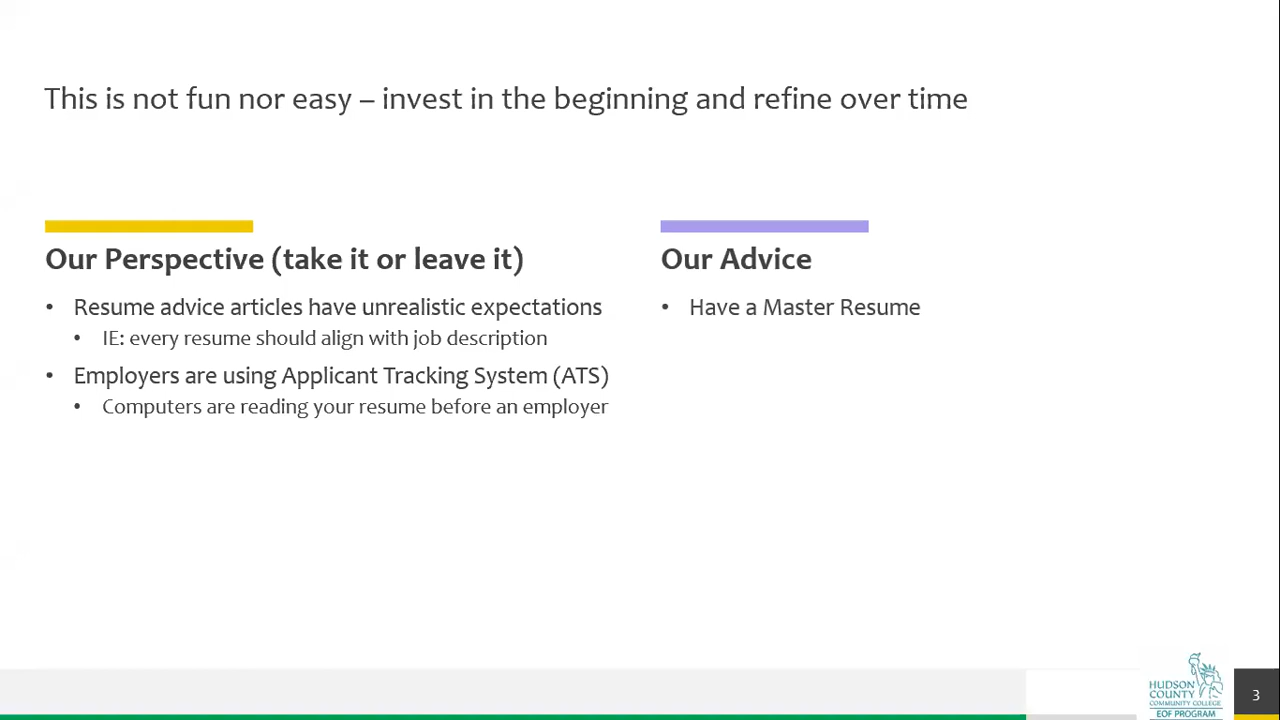 This is not fun nor easy – invest in the beginning and refine over time
Our Perspective (take it or leave it)
• Resume advice articles have unrealistic expectations
• IE: every resume should align with job description
• Employers are using Applicant Tracking System (ATS)
• Computers are reading your resume before an employer
Our Advice
• Have a Master Resume
HUDSON
COUNTY
COMMUNITY COLLEGE
EOF PROGRAM
3